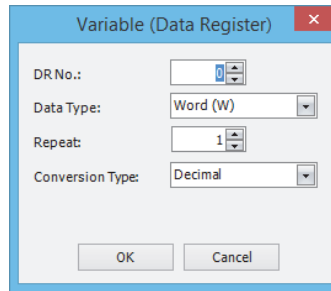 Variable (Data Register)
DR No.: 0
Data Type: Word (W)
Repeat: 1
Conversion Type: Decimal
OK Cancel